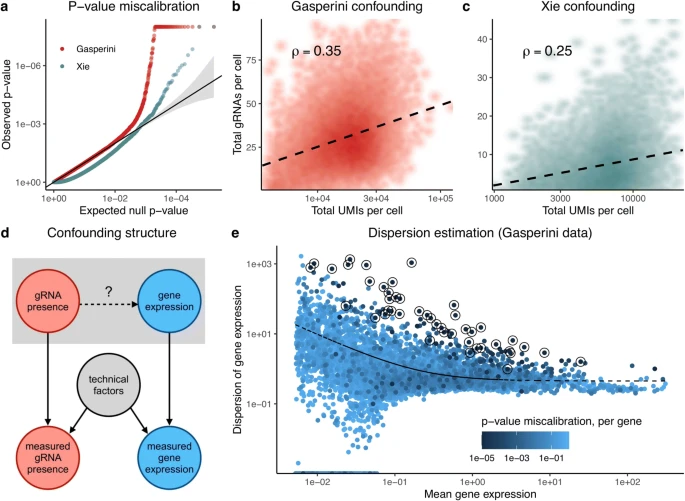 a
P−value miscalibration
Observed p−value
1e−06
1e−03
1e+00
Gasperini
Xie
1e+00
1e−02
1e−04
Expected null p−value
b
Gasperini confounding
ρ = 0.35
Total gRNAs per cell
75
50
25
1e+04
3e+04
1e+05
Total UMIs per cell
c
Xie confounding
ρ = 0.25
40
30
20
10
1000
3000
10000
Total UMIs per cell
d
Confounding structure
gRNA
presence
?
gene
expression
technical
factors
measured
gRNA
presence
measured
gene
expression
e
Dispersion estimation (Gasperini data)
Dispersion of gene expression
1e+03
1e+01
1e−01
p−value miscalibration, per gene
1e−05
1e−03
1e−01
1e−02
1e−01
1e+00
1e+01
1e+02
Mean gene expression